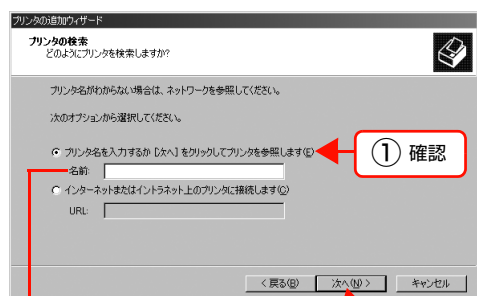 プリンタの追加ウィザード
プリンタの検索
どのようにプリンタを検索しますか?
プリンタ名がわからない場合は、ネットワークを参照してください。
次のオプションから選択してください。
プリンタ名を入力するか [次へ] をクリックしてプリンタを参照します(E)
① 確認
名前:
インターネットまたはイントラネット上のプリンタに接続します(C)
URL:
< 戻る(B) 次へ(N) > キャンセル